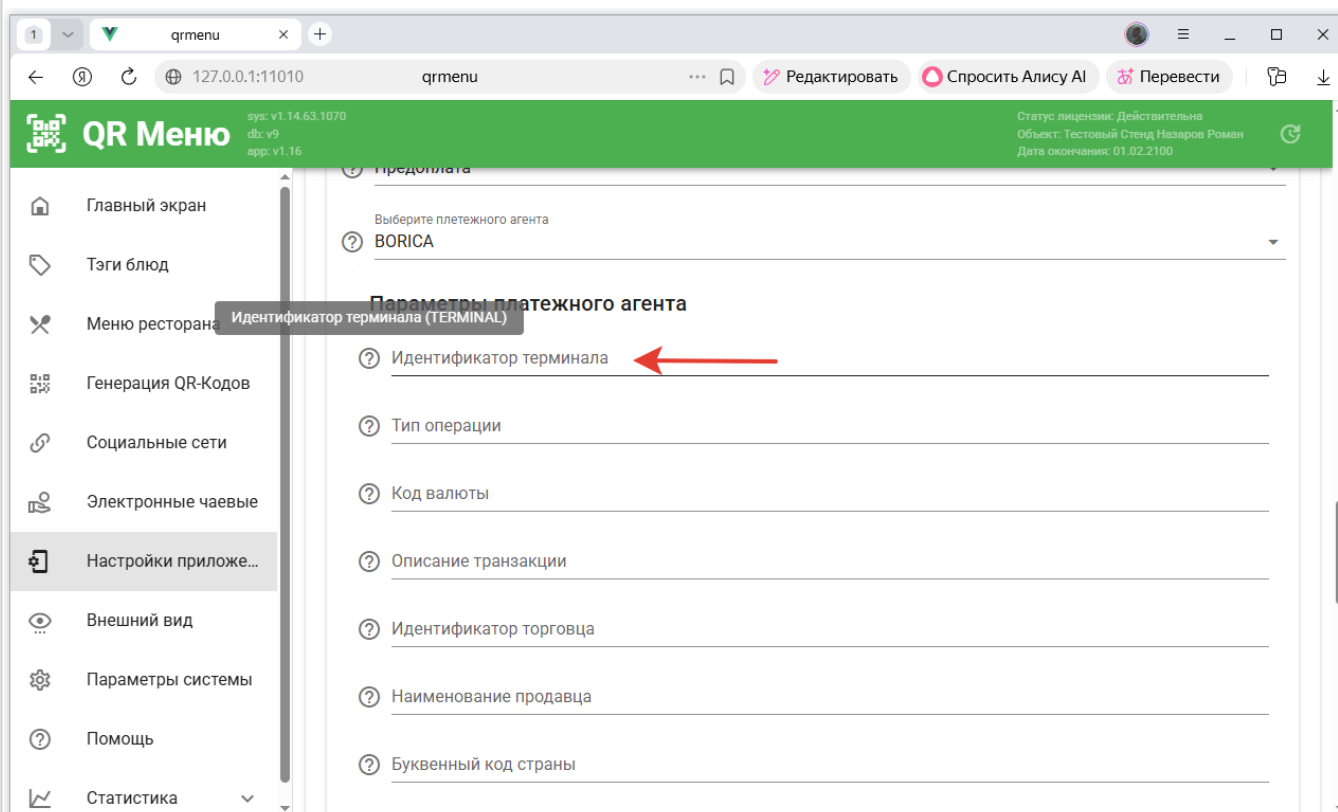 1
qrmenu
127.0.0.1:11010
qrmenu
Редактировать
Спросить Алису AI
Перевести
QR Меню
sys: v1.14.63.1070
db: v9
app: v1.16
Статус лицензии: Действительна
Объект: Тестовый Стенд Назаров Роман
Дата окончания: 01.02.2100
Главный экран
Тэги блюд
Меню ресторана
Генерация QR-Кодов
Социальные сети
Электронные чаевые
Настройки приложе...
Внешний вид
Параметры системы
Помощь
Статистика
Предоплата
Выберите плетежного агента
BORICA
Параметры платежного агента
Идентификатор терминала (TERMINAL)
Идентификатор терминала
Тип операции
Код валюты
Описание транзакции
Идентификатор торговца
Наименование продавца
Буквенный код страны